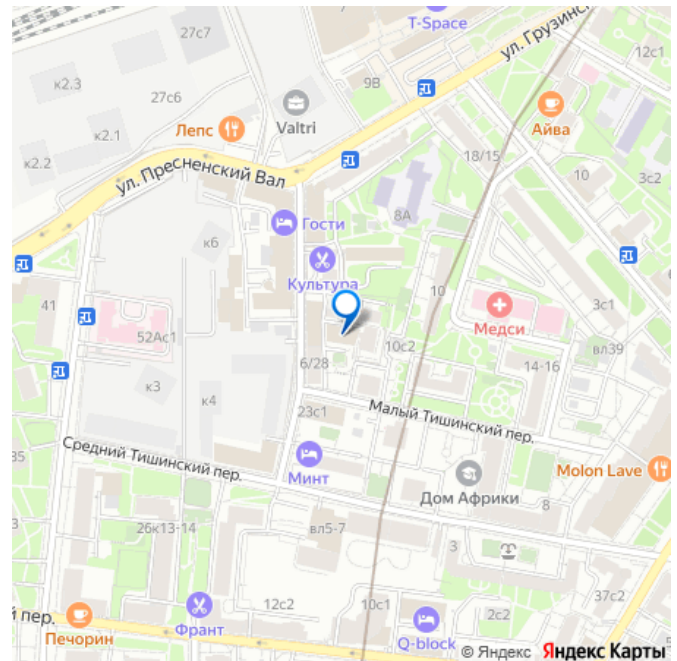 27с7
T-Space
ул. Грузинс
12с1
к2.3
9В
27с6
Valtri
Айва
к2.1
Лепс
к2.2
18/15
10
3с2
ул. Пресненский Вал
8А
Гости
к6
Культура
41
10
3с1
Медси
52Ас1
10с2
вл39
6/28
14-16
к3
к4
23с1
Малый Тишинский пер.
35
Средний Тишинский пер.
Минт
Molon Lave
Дом Африки
8
26к13-14
вл5-7
3
12с2
10с1
37с2
2с2
й пер.
Печорин
Франт
Q-block
© Яндекс Яндекс Карты